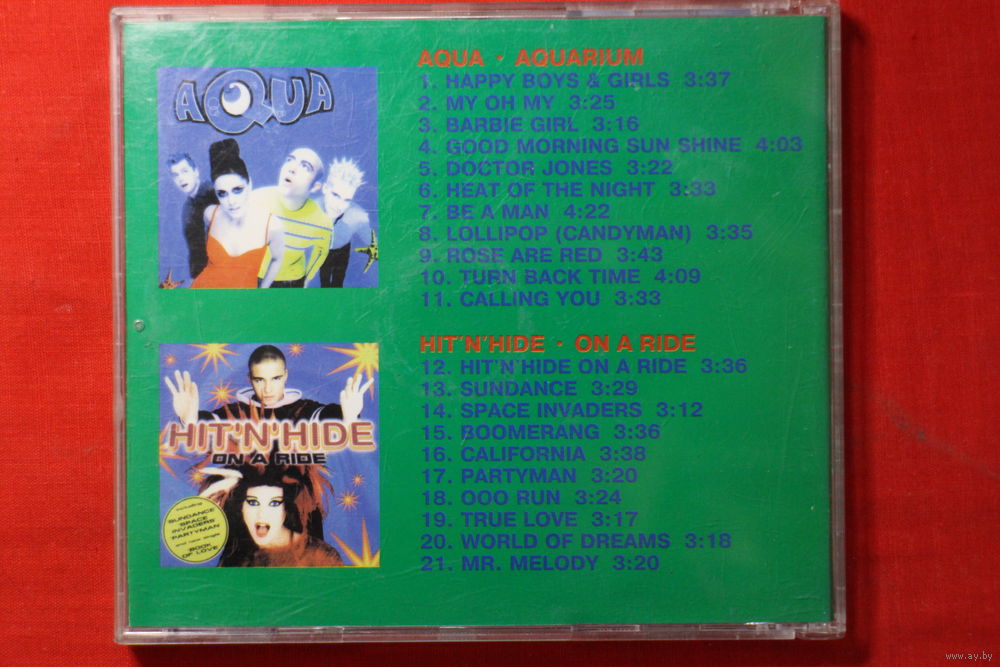 AQUA
AQUA • AQUARIUM
1. HAPPY BOYS & GIRLS 3:37
2. MY OH MY 3:25
3. BARBIE GIRL 3:16
4. GOOD MORNING SUN SHINE 4:03
5. DOCTOR JONES 3:22
6. HEAT OF THE NIGHT 3:33
7. BE A MAN 4:22
8. LOLLIPOP (CANDYMAN) 3:35
9. ROSE ARE RED 3:43
10. TURN BACK TIME 4:09
11. CALLING YOU 3:33
HIT'N'HIDE
ON A RIDE
including
SUNDANCE
SPACE
INVADERS
PARTYMAN
and new single
BOOK
OF LOVE
HIT'N'HIDE • ON A RIDE
12. HIT'N'HIDE ON A RIDE 3:36
13. SUNDANCE 3:29
14. SPACE INVADERS 3:12
15. BOOMERANG 3:36
16. CALIFORNIA 3:38
17. PARTYMAN 3:20
18. OOO RUN 3:24
19. TRUE LOVE 3:17
20. WORLD OF DREAMS 3:18
21. MR. MELODY 3:20
www.ay.by